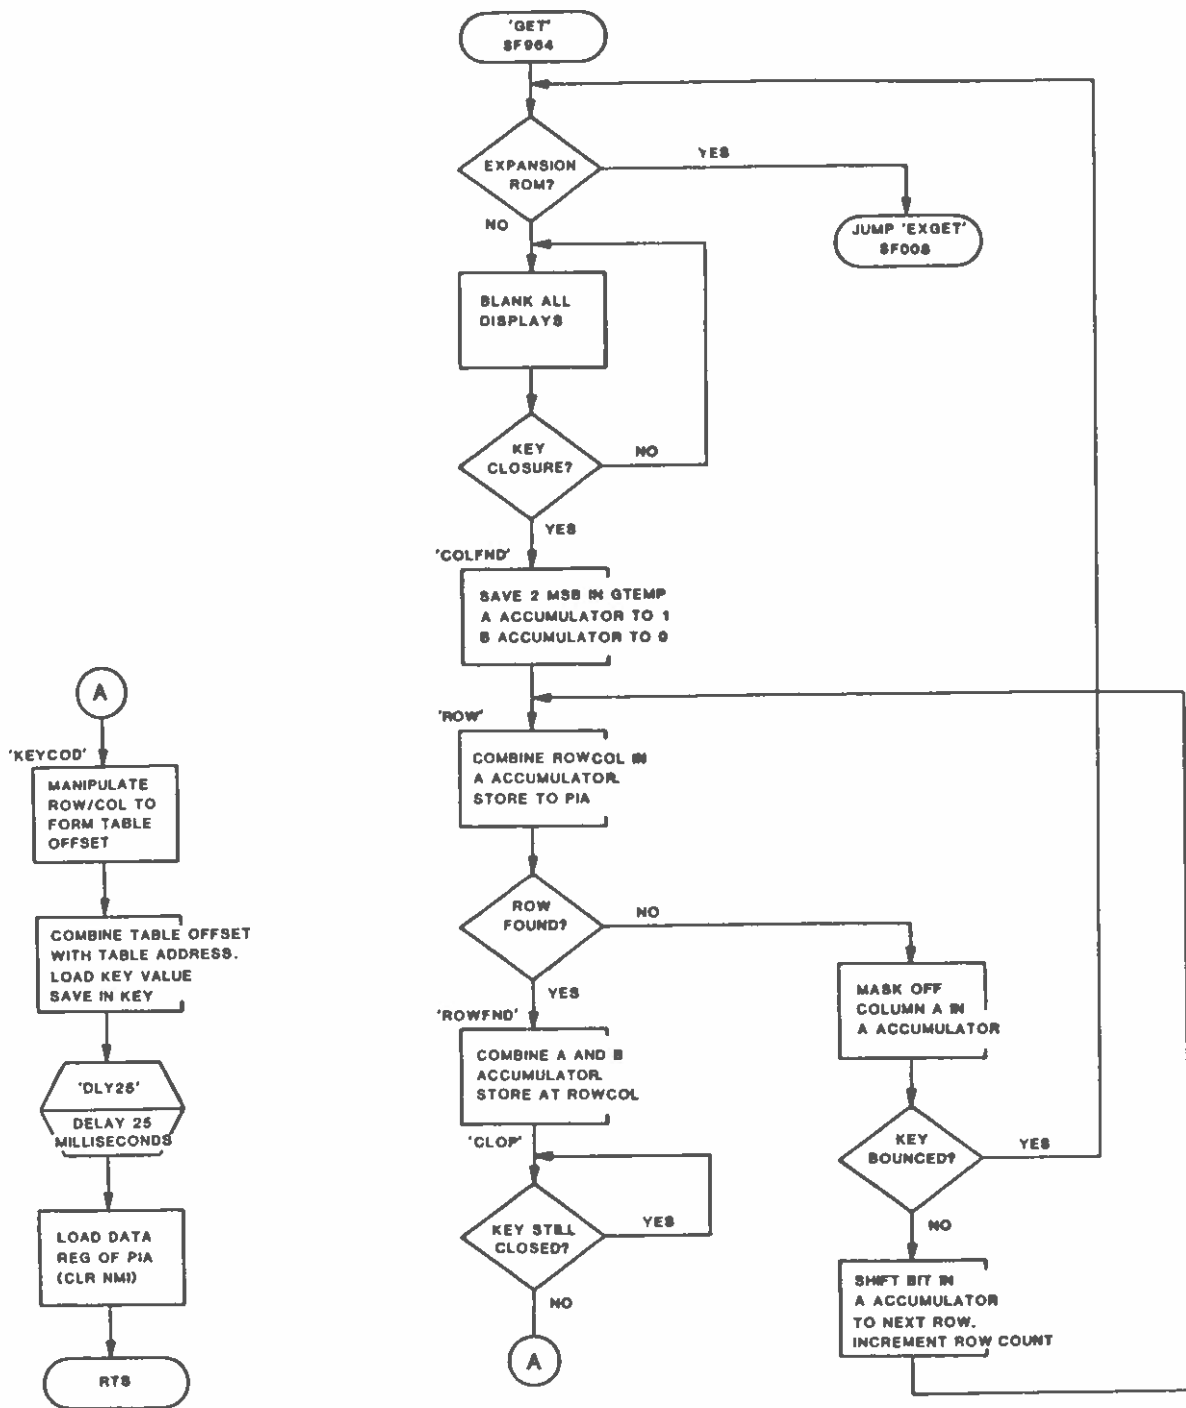 'GET'
$F964
EXPANSION
ROM?
YES
NO
JUMP 'EXGET'
$F008
BLANK ALL
DISPLAYS
KEY
CLOSURE?
NO
YES
'COLFND'
SAVE 2 MSB IN GTEMP
A ACCUMULATOR TO 1
B ACCUMULATOR TO 0
'ROW'
COMBINE ROWCOL IN
A ACCUMULATOR.
STORE TO PIA
ROW
FOUND?
NO
YES
'ROWFND'
COMBINE A AND B
ACCUMULATOR.
STORE AT ROWCOL
'CLOP'
KEY STILL
CLOSED?
YES
NO
A
MASK OFF
COLUMN A IN
A ACCUMULATOR
KEY
BOUNCED?
YES
NO
SHIFT BIT IN
A ACCUMULATOR
TO NEXT ROW.
INCREMENT ROW COUNT
A
'KEYCOD'
MANIPULATE
ROW/COL TO
FORM TABLE
OFFSET
COMBINE TABLE OFFSET
WITH TABLE ADDRESS.
LOAD KEY VALUE
SAVE IN KEY
'DLY25'
DELAY 25
MILLISECONDS
LOAD DATA
REG OF PIA
(CLR NMI)
RTS